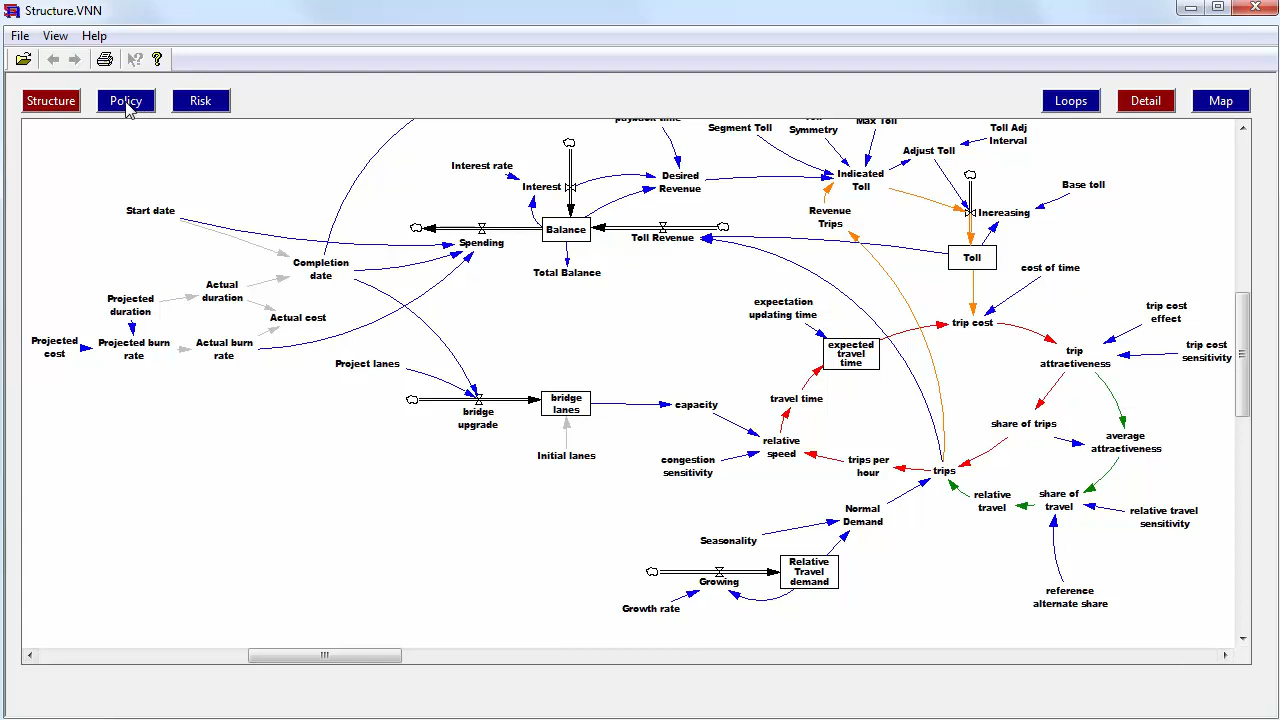 Structure.VNN
File View Help
Structure Policy Risk Loops Detail Map
payback time
Segment Toll
Toll
Symmetry
Max Toll
Toll Adj
Interval
Adjust Toll
Interest rate
Interest
Desired
Revenue
Indicated
Toll
Base toll
Start date
Revenue
Trips
Increasing
Spending
Balance
Toll Revenue
Toll
Total Balance
Completion
date
cost of time
Actual
duration
Projected
duration
Actual cost
Projected
cost
Projected burn
rate
Actual burn
rate
expectation
updating time
trip cost
trip cost
effect
expected
travel
time
trip
attractiveness
trip cost
sensitivity
Project lanes
bridge
upgrade
bridge
lanes
capacity
travel time
share of trips
average
attractiveness
Initial lanes
relative
speed
congestion
sensitivity
trips per
hour
trips
relative
travel
share of
travel
relative travel
sensitivity
Normal
Demand
Seasonality
Relative
Travel
demand
Growing
Growth rate
reference
alternate share